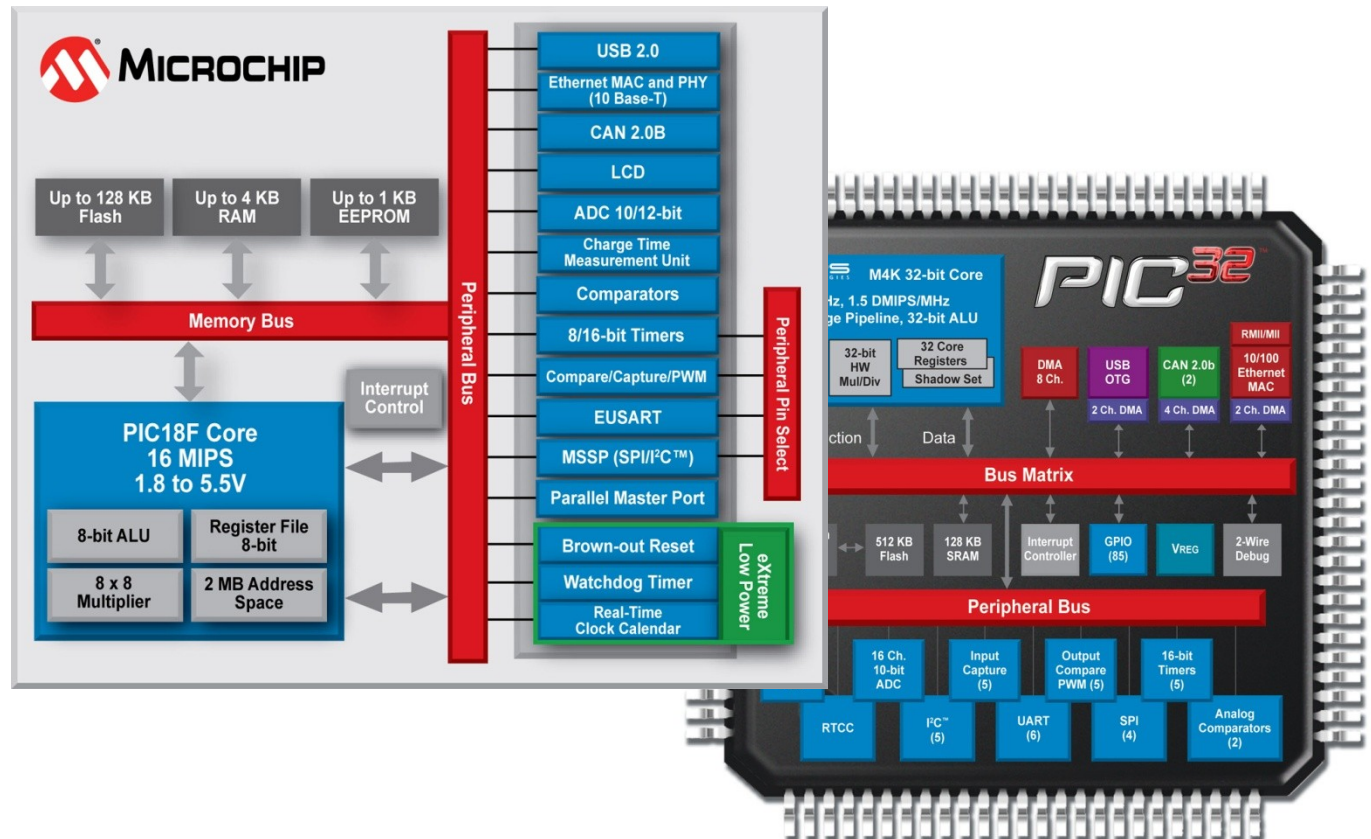 MICROCHIP
Up to 128 KB
Flash
Up to 4 KB
RAM
Up to 1 KB
EEPROM
Memory Bus
Interrupt
Control
PIC18F Core
16 MIPS
1.8 to 5.5V
8-bit ALU
Register File
8-bit
8 x 8
Multiplier
2 MB Address
Space
Peripheral Bus
USB 2.0
Ethernet MAC and PHY
(10 Base-T)
CAN 2.0B
LCD
ADC 10/12-bit
Charge Time
Measurement Unit
Comparators
8/16-bit Timers
Compare/Capture/PWM
EUSART
MSSP (SPI/I²C™)
Parallel Master Port
Brown-out Reset
Watchdog Timer
Real-Time
Clock Calendar
eXtreme
Low Power
Peripheral Pin Select
PIC32™
M4K 32-bit Core
1.5 DMIPS/MHz
Pipeline, 32-bit ALU
32-bit
HW
Mul/Div
32 Core
Registers
Shadow Set
DMA
8 Ch.
USB
OTG
2 Ch. DMA
CAN 2.0b
(2)
4 Ch. DMA
RMII/MII
10/100
Ethernet
MAC
2 Ch. DMA
Data
Bus Matrix
512 KB
Flash
128 KB
SRAM
Interrupt
Controller
GPIO
(85)
VREG
2-Wire
Debug
Peripheral Bus
16 Ch.
10-bit
ADC
Input
Capture
(5)
Output
Compare
PWM (5)
16-bit
Timers
(5)
RTCC
I²C™
(5)
UART
(6)
SPI
(4)
Analog
Comparators
(2)